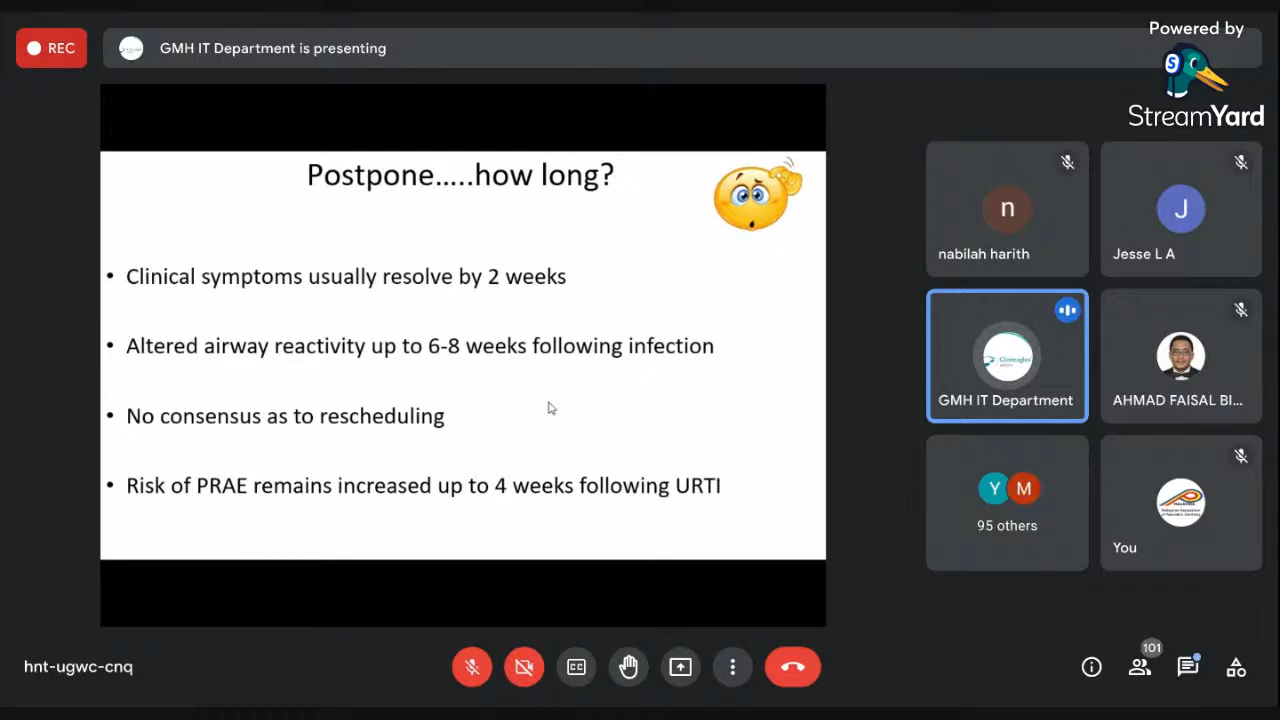 REC
GMH IT Department is presenting
Powered by
StreamYard
Postpone.....how long?
• Clinical symptoms usually resolve by 2 weeks
• Altered airway reactivity up to 6-8 weeks following infection
• No consensus as to rescheduling
• Risk of PRAE remains increased up to 4 weeks following URTI
n
nabilah harith
J
Jesse L A
GMH IT Department
AHMAD FAISAL BI...
Y M
95 others
You
hnt-ugwc-cnq
CC
101